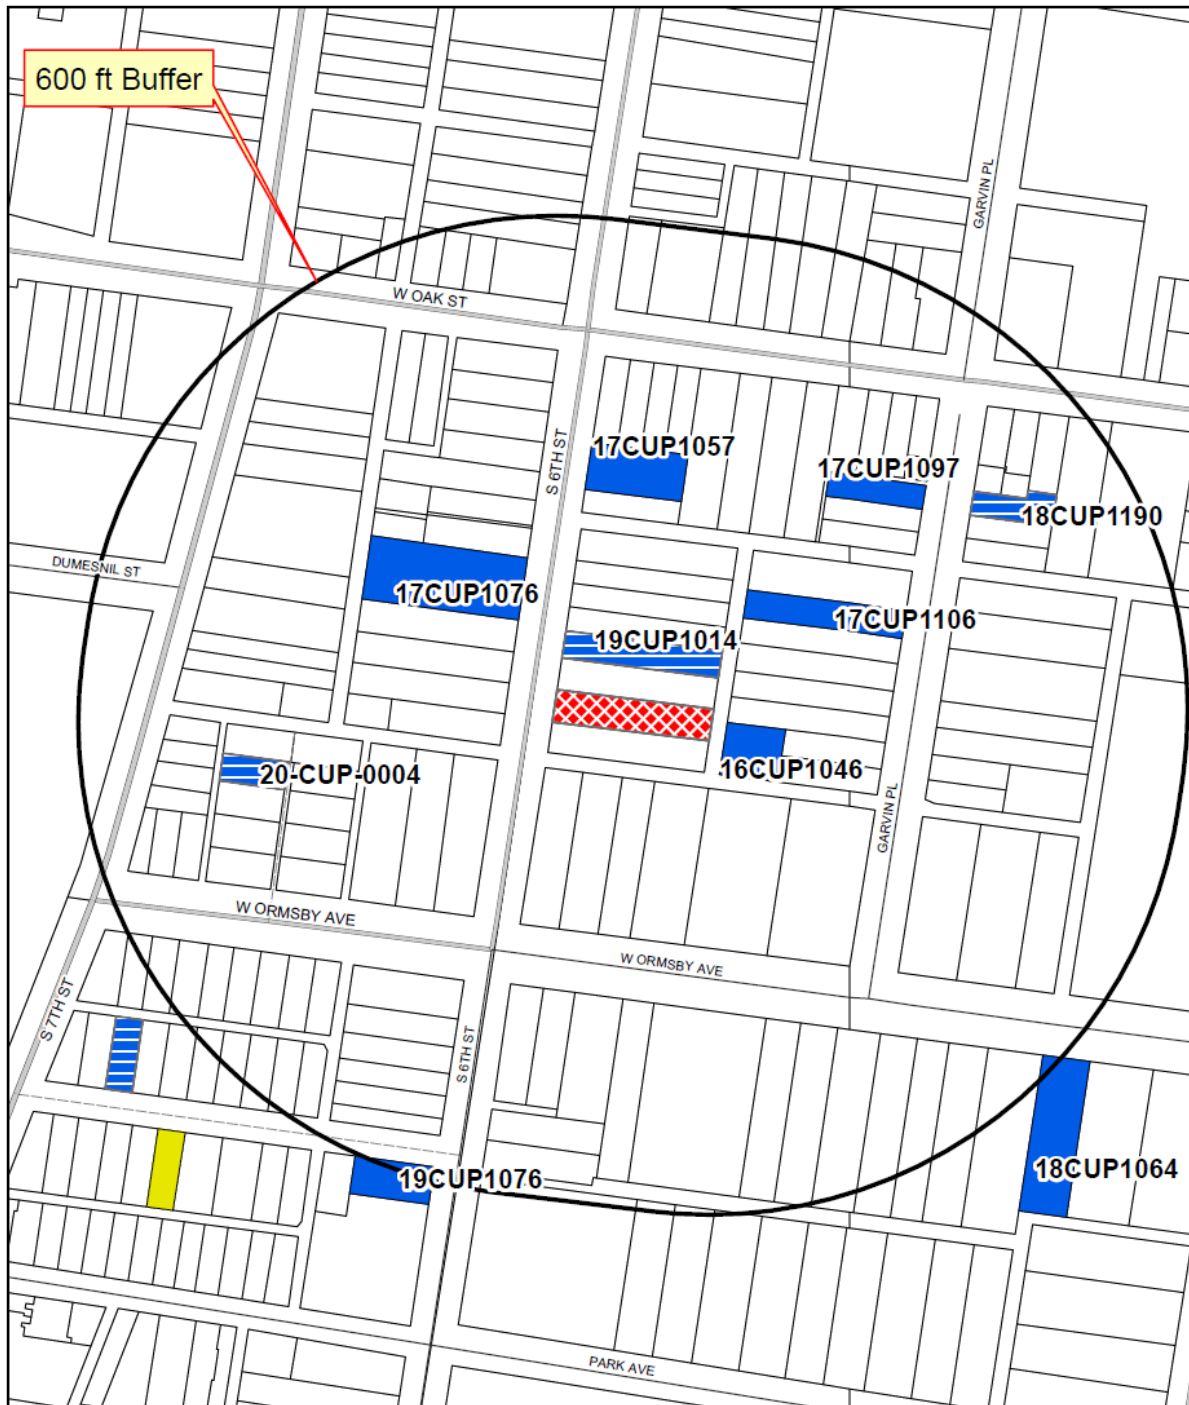 600 ft Buffer
GARVIN PL
W OAK ST
S 6TH ST
17CUP1057
17CUP1097
18CUP1190
DUMESNIL ST
17CUP1076
17CUP1106
19CUP1014
20-CUP-0004
16CUP1046
GARVIN PL
W ORMSBY AVE
W ORMSBY AVE
S 7TH ST
S 6TH ST
19CUP1076
18CUP1064
PARK AVE